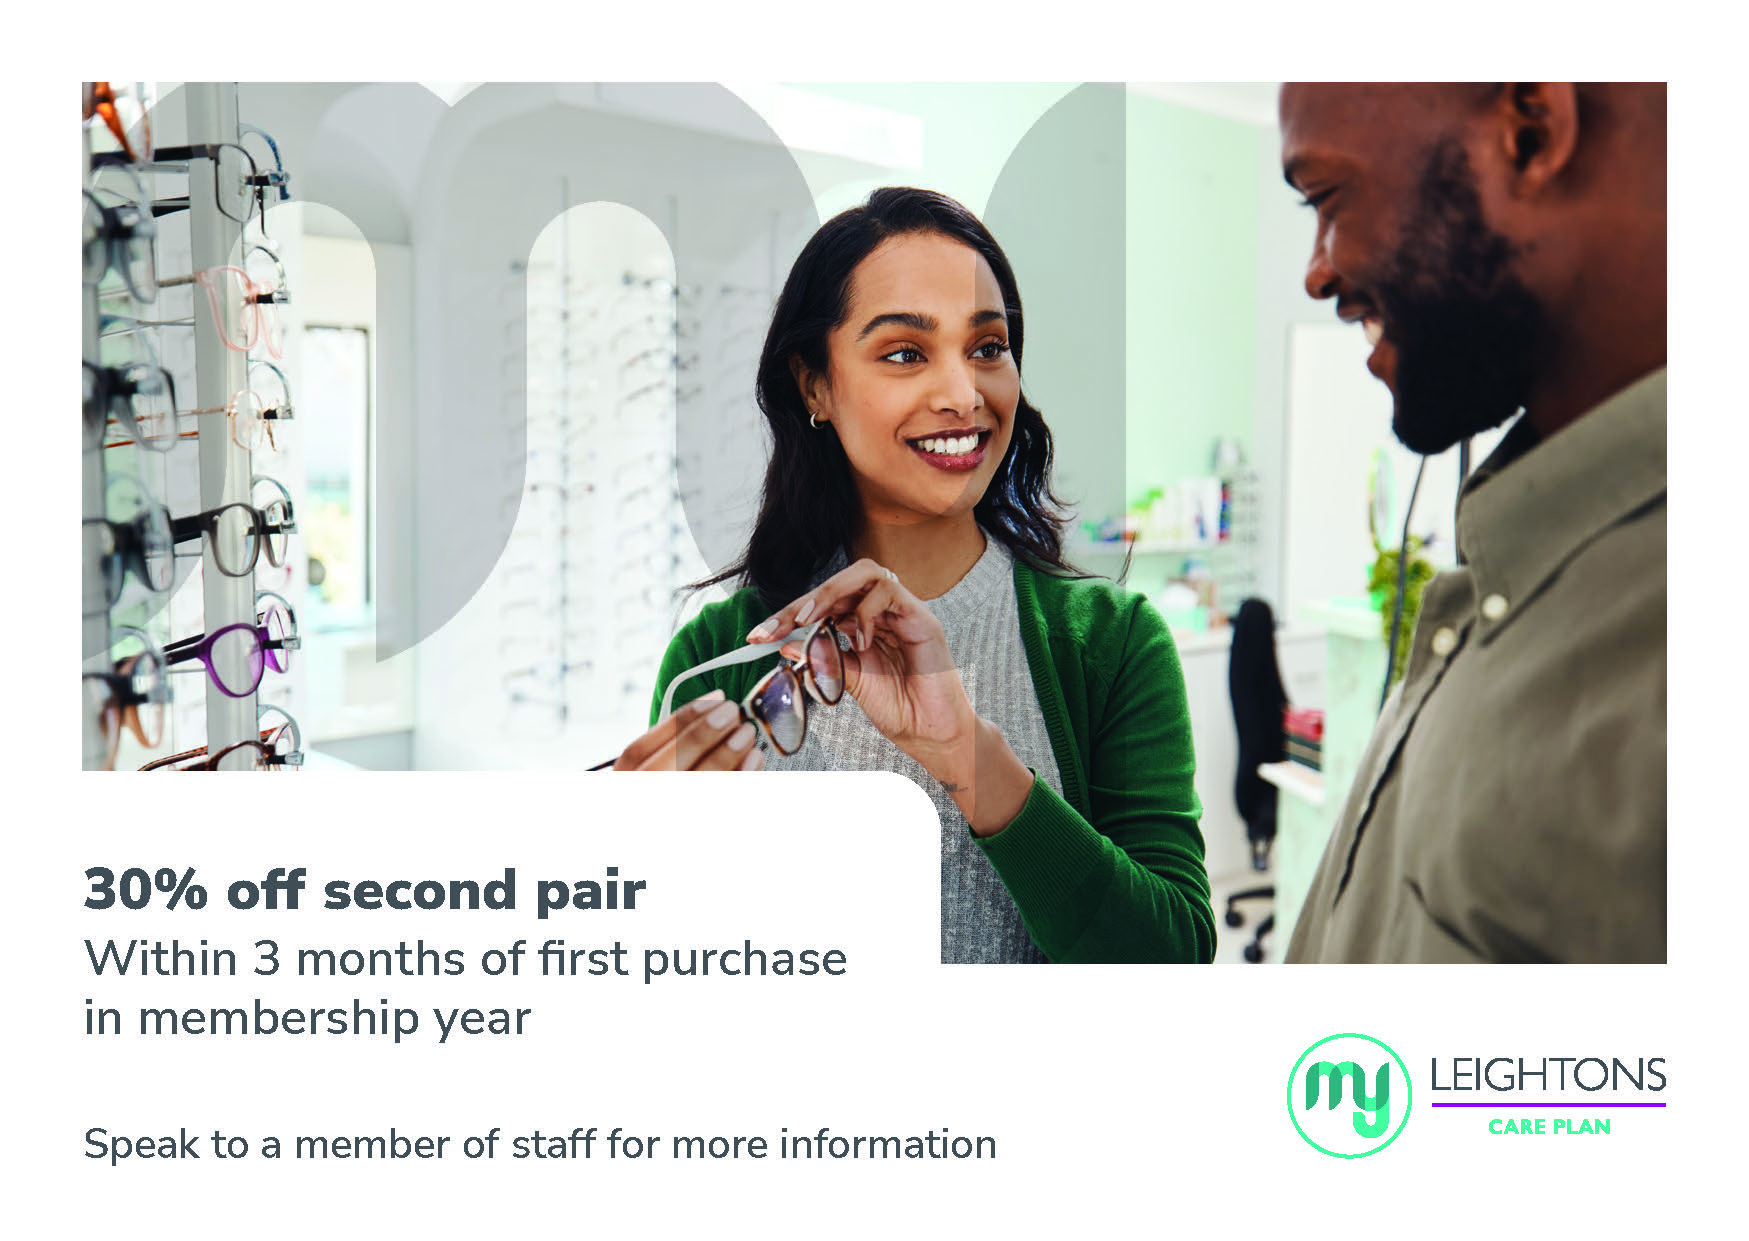 30% off second pair
Within 3 months of first purchase
in membership year
Speak to a member of staff for more information
my
LEIGHTONS
CARE PLAN